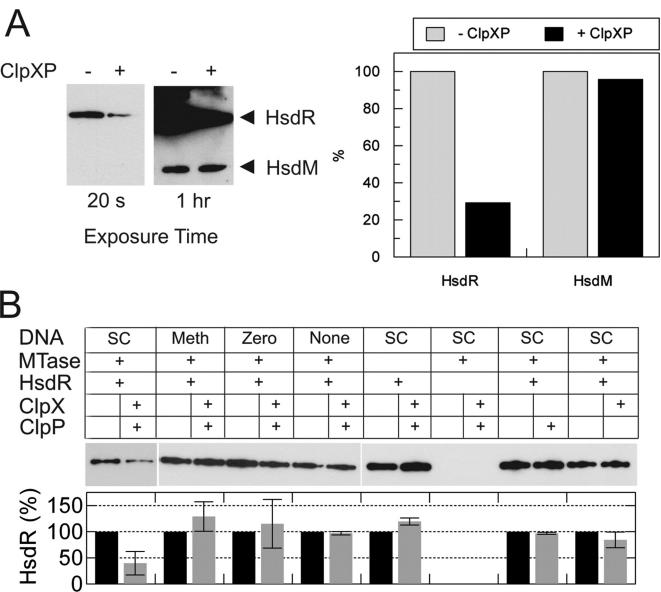 A
- ClpXP + ClpXP
ClpXP - + - +
HsdR
HsdM
20 s 1 hr
Exposure Time
%
100
80
60
40
20
0
HsdR HsdM
B
DNA SC Meth Zero None SC SC SC SC
MTase + + + + + + +
HsdR + + + + + + +
ClpX + + + + + + +
ClpP + + + + + + +
HsdR (%)
150
100
50
0